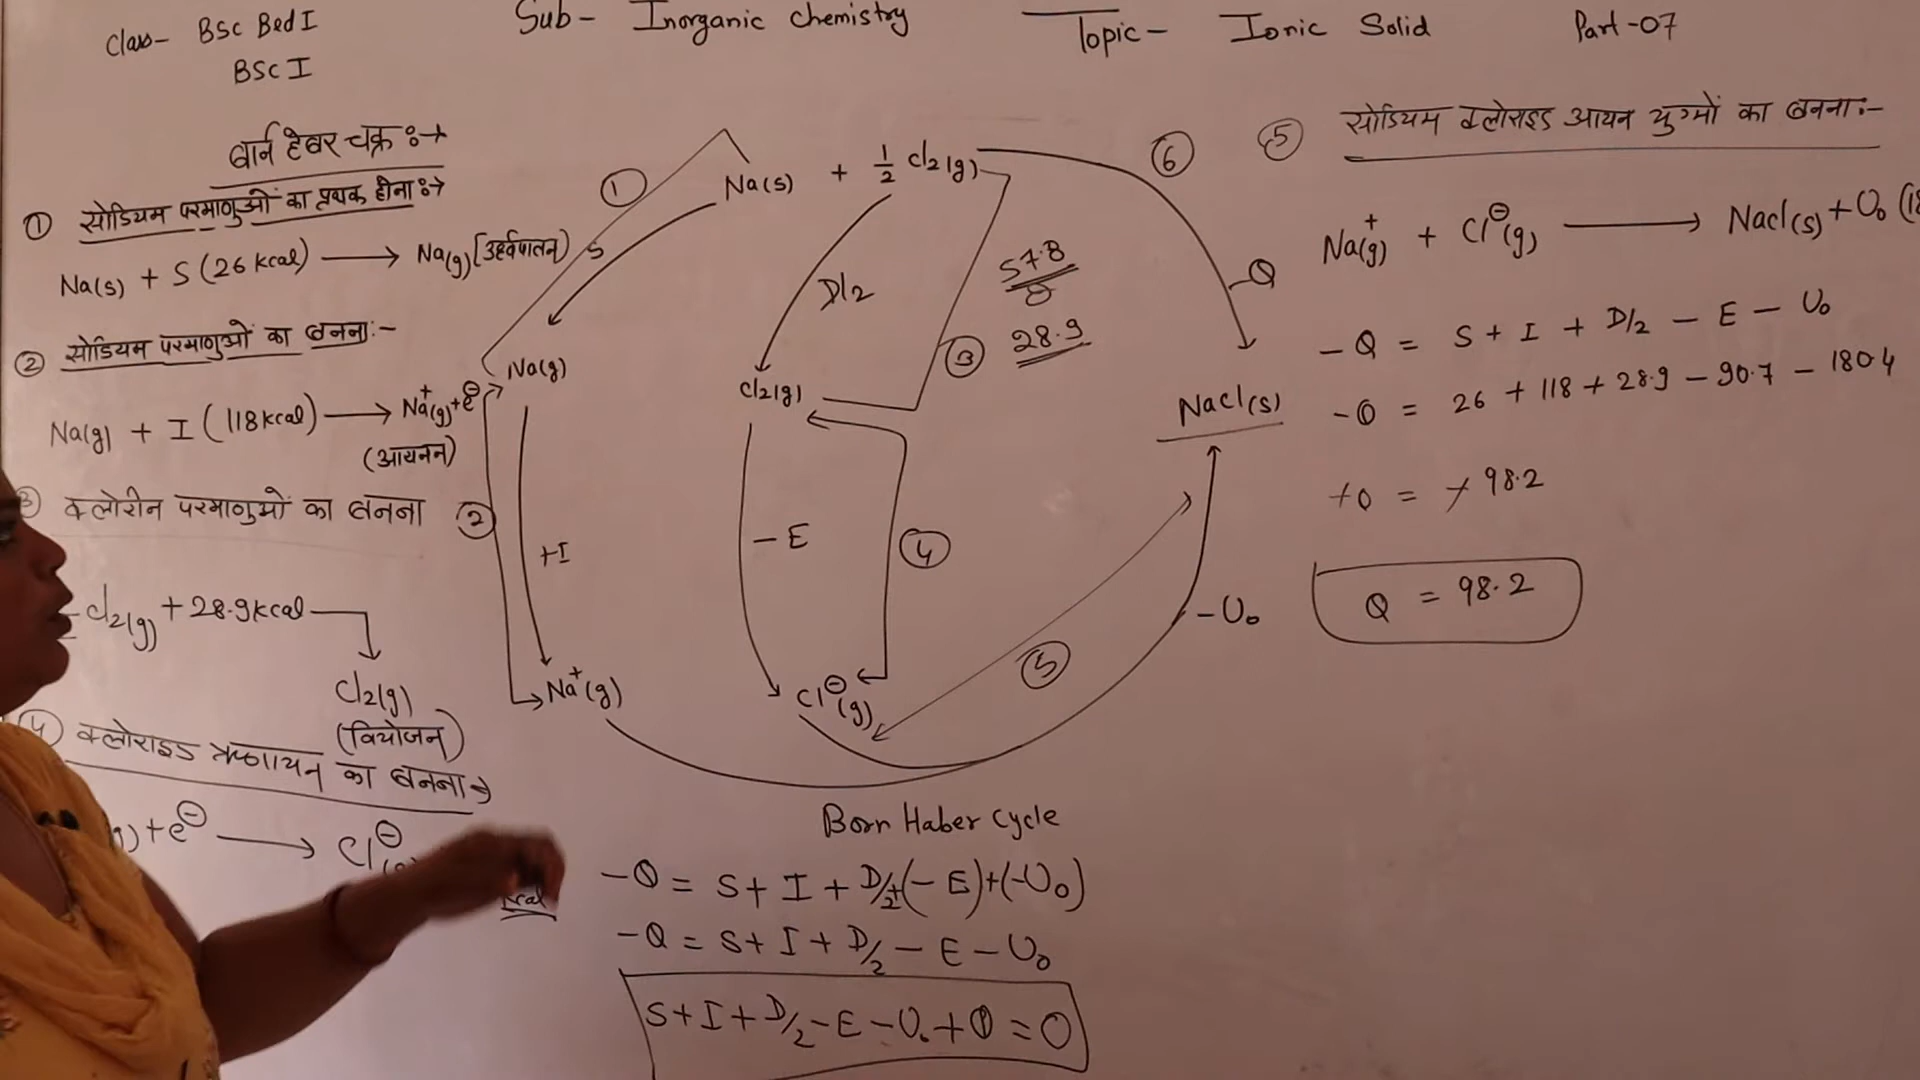 Class- BSc Bed I
BSC I
Sub- Inorganic Chemistry
Topic- Ionic Solid
Part-07
बार्न हेबर चक्र :→
① सोडियम परमाणुओं का प्रथक होना :→
Na(s) + S (26 kcal) → Na(g) [उर्ध्वपातन]
② सोडियम परमाणुओं का बनना :-
Na(g) + I (118 kcal) → Na⁺(g) + e⊖
(आयनन)
③ क्लोरीन परमाणुओं का बनना
Cl₂(g) + 28.9 kcal
Cl₂(g)
(वियोजन)
④ क्लोराइड ऋणायन का बनना →
) + e⊖ → Cl⊖
kcal
①
Na(s) + 1/2 Cl₂(g)
⑥
S
D/2
57.8
2
28.9
③
-Q
Na(g)
Cl₂(g)
NaCl(s)
②
+I
-E
④
⑤
-U₀
Na⁺(g)
Cl⊖(g)
Born Haber Cycle
-Q = S + I + D/2 + (-E) + (-U₀)
-Q = S + I + D/2 - E - U₀
S + I + D/2 - E - U₀ + Q = 0
⑤ सोडियम क्लोराइड आयन युग्मों का बनना :-
Na⁺(g) + Cl⊖(g) → NaCl(s) + U₀ (18
-Q = S + I + D/2 - E - U₀
-Q = 26 + 118 + 28.9 - 90.7 - 180.4
+Q = +98.2
Q = 98.2